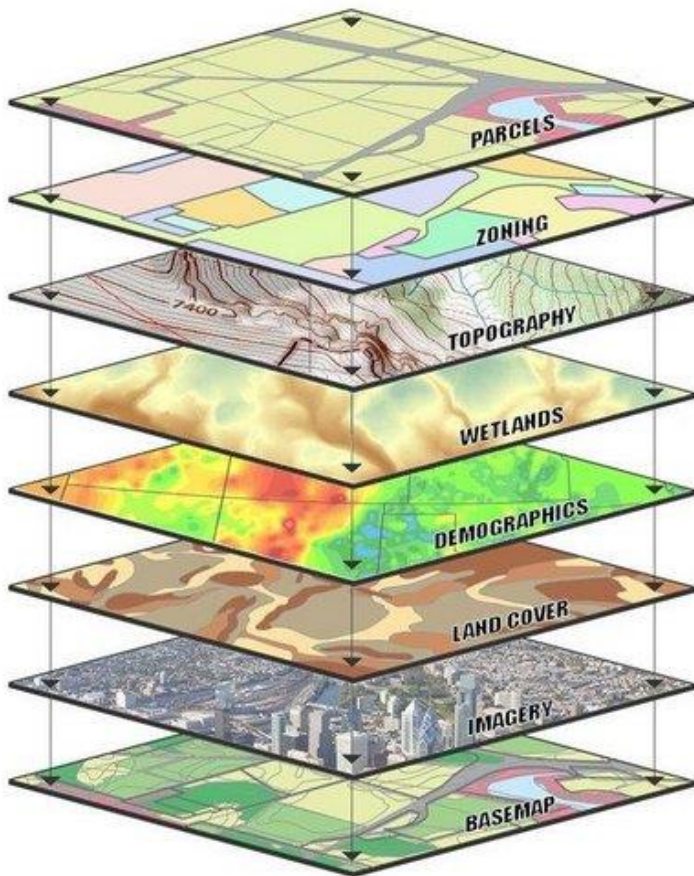 PARCELS
ZONING
7400
TOPOGRAPHY
WETLANDS
DEMOGRAPHICS
LAND COVER
IMAGERY
BASEMAP